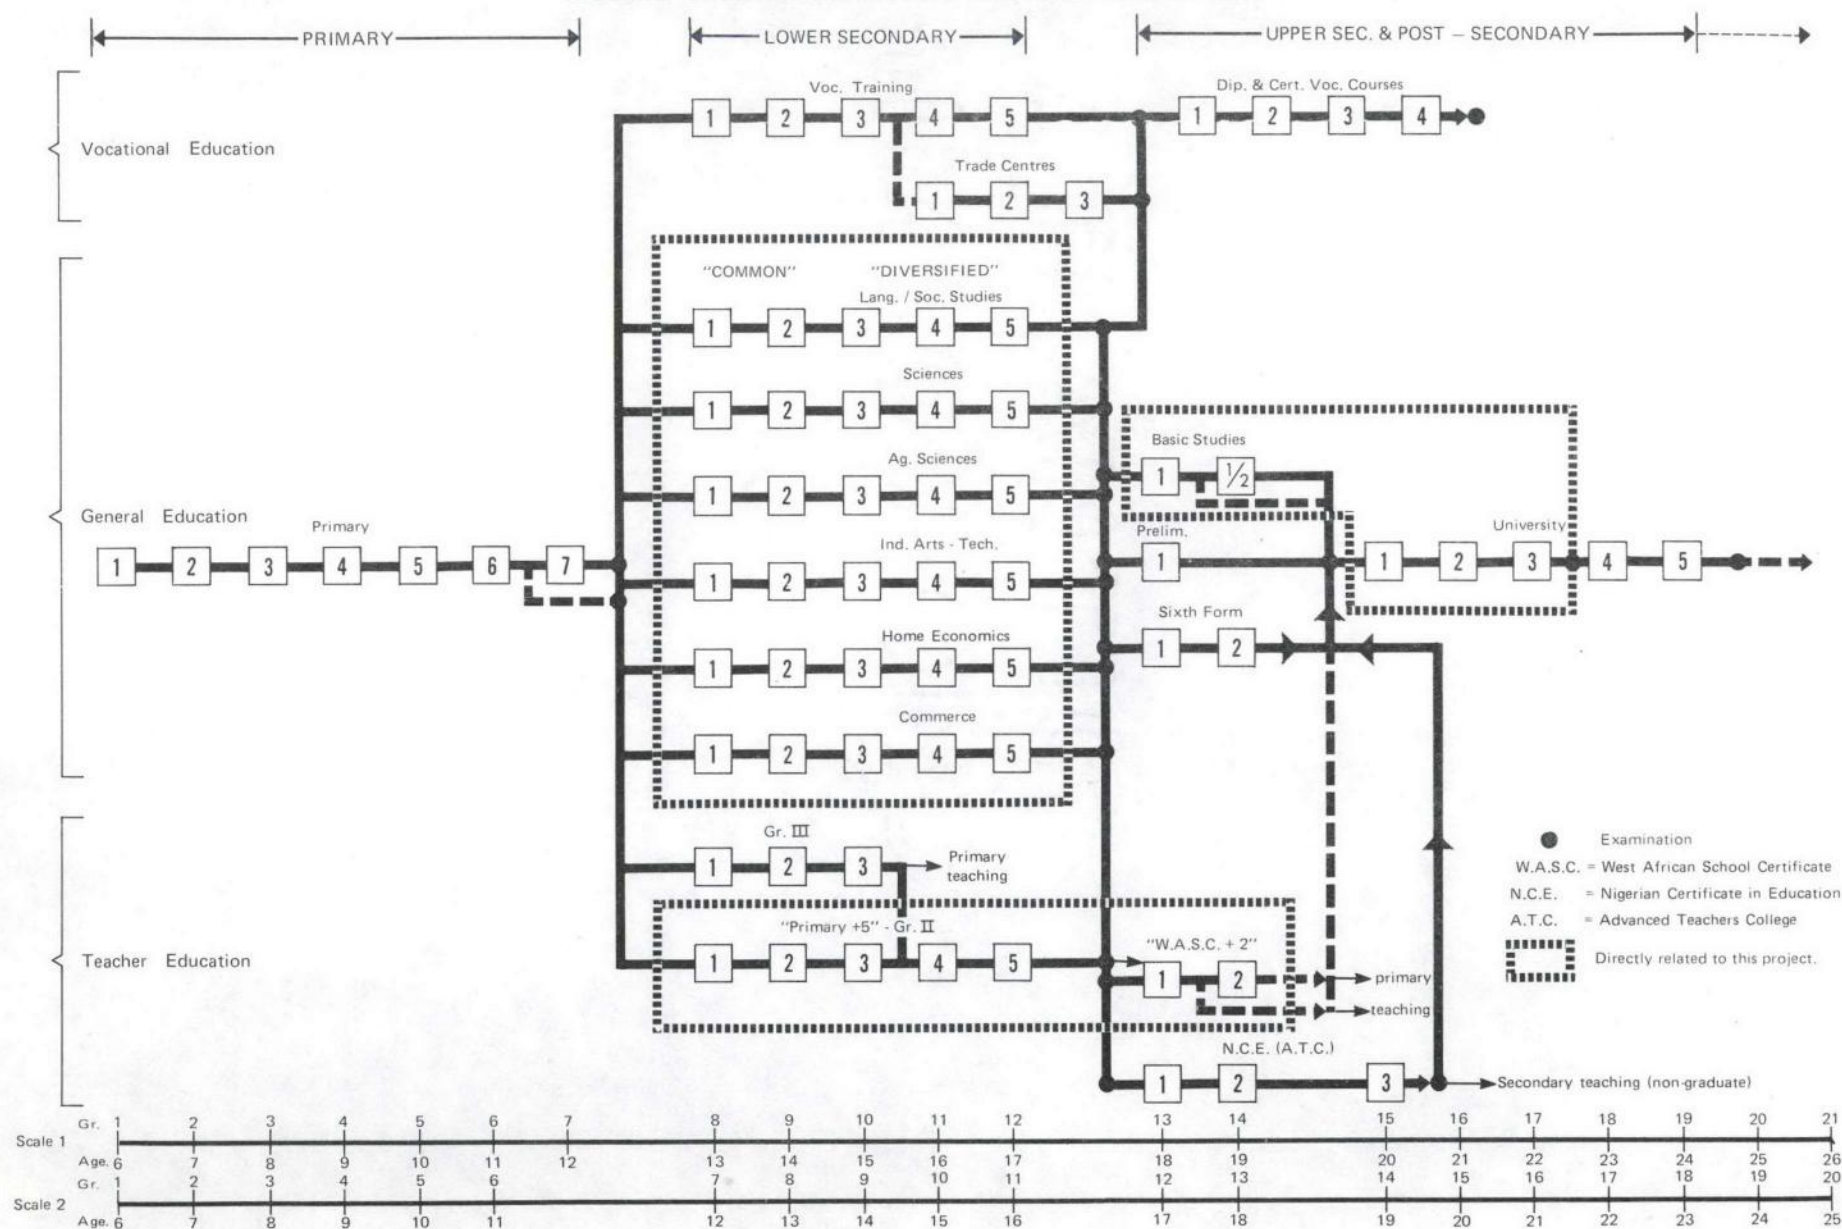 PRIMARY LOWER SECONDARY UPPER SEC. & POST – SECONDARY
Voc. Training Dip. & Cert. Voc. Courses
1 2 3 4 5 1 2 3 4
Vocational Education
Trade Centres
1 2 3
"COMMON" "DIVERSIFIED"
Lang. / Soc. Studies
1 2 3 4 5
Sciences
1 2 3 4 5
Basic Studies
1 ½
Ag. Sciences
1 2 3 4 5
General Education
Primary
1 2 3 4 5 6 7
Ind. Arts - Tech.
1 2 3 4 5
Prelim. University
1 1 2 3 4 5
Sixth Form
1 2
Home Economics
1 2 3 4 5
Commerce
1 2 3 4 5
Gr. III
1 2 3 Primary
teaching
Examination
W.A.S.C. = West African School Certificate
N.C.E. = Nigerian Certificate in Education
A.T.C. = Advanced Teachers College
Directly related to this project.
Teacher Education
"Primary +5" - Gr. II
1 2 3 4 5
"W.A.S.C. + 2"
1 2 primary
teaching
N.C.E. (A.T.C.)
1 2 3 Secondary teaching (non-graduate)
Gr. 1 2 3 4 5 6 7 8 9 10 11 12 13 14 15 16 17 18 19 20 21
Scale 1
Age. 6 7 8 9 10 11 12 13 14 15 16 17 18 19 20 21 22 23 24 25 26
Gr. 1 2 3 4 5 6 7 8 9 10 11 12 13 14 15 16 17 18 19 20
Scale 2
Age. 6 7 8 9 10 11 12 13 14 15 16 17 18 19 20 21 22 23 24 25